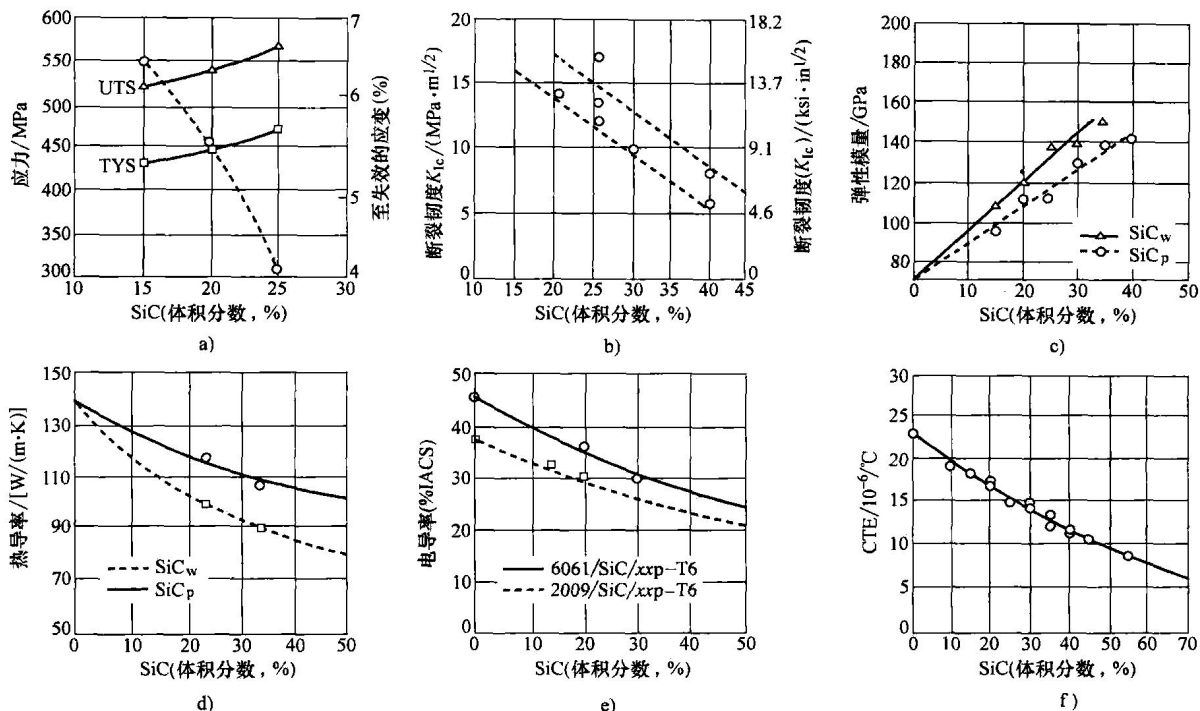 应力/MPa
600
550
500
450
400
350
300
UTS
TYS
7
6
5
4
至失效的应变(%)
10 15 20 25 30
SiC(体积分数, %)
a)
断裂韧度K_Ic/(MPa·m^1/2)
20
15
10
5
0
18.2
13.7
9.1
4.6
0
断裂韧度(K_Ic)/(ksi·in^1/2)
10 15 20 25 30 35 40 45
SiC(体积分数, %)
b)
弹性模量/GPa
200
180
160
140
120
100
80
SiC_w
SiC_p
0 10 20 30 40 50
SiC(体积分数, %)
c)
热导率/[W/(m·K)]
150
130
110
90
70
50
SiC_w
SiC_p
0 10 20 30 40 50
SiC(体积分数, %)
d)
电导率(%IACS)
50
40
30
20
10
0
6061/SiC/xxp-T6
2009/SiC/xxp-T6
0 10 20 30 40 50
SiC(体积分数, %)
e)
CTE/10^-6/℃
30
25
20
15
10
5
0
0 10 20 30 40 50 60 70
SiC(体积分数, %)
f)